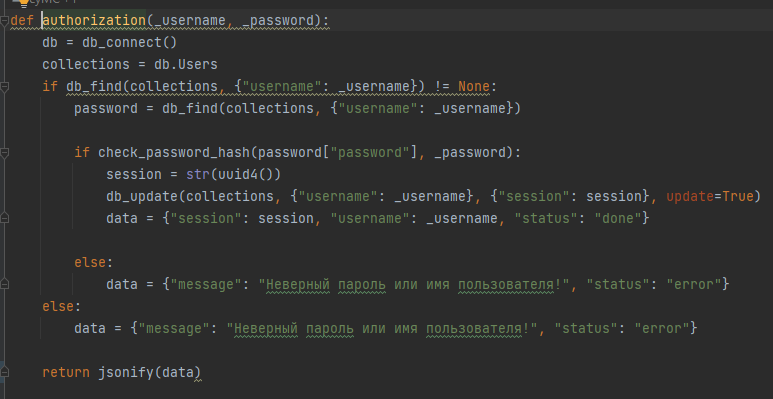 def authorization(_username, _password):
    db = db_connect()
    collections = db.Users
    if db_find(collections, {"username": _username}) != None:
        password = db_find(collections, {"username": _username})

        if check_password_hash(password["password"], _password):
            session = str(uuid4())
            db_update(collections, {"username": _username}, {"session": session}, update=True)
            data = {"session": session, "username": _username, "status": "done"}

        else:
            data = {"message": "Неверный пароль или имя пользователя!", "status": "error"}
    else:
        data = {"message": "Неверный пароль или имя пользователя!", "status": "error"}

    return jsonify(data)